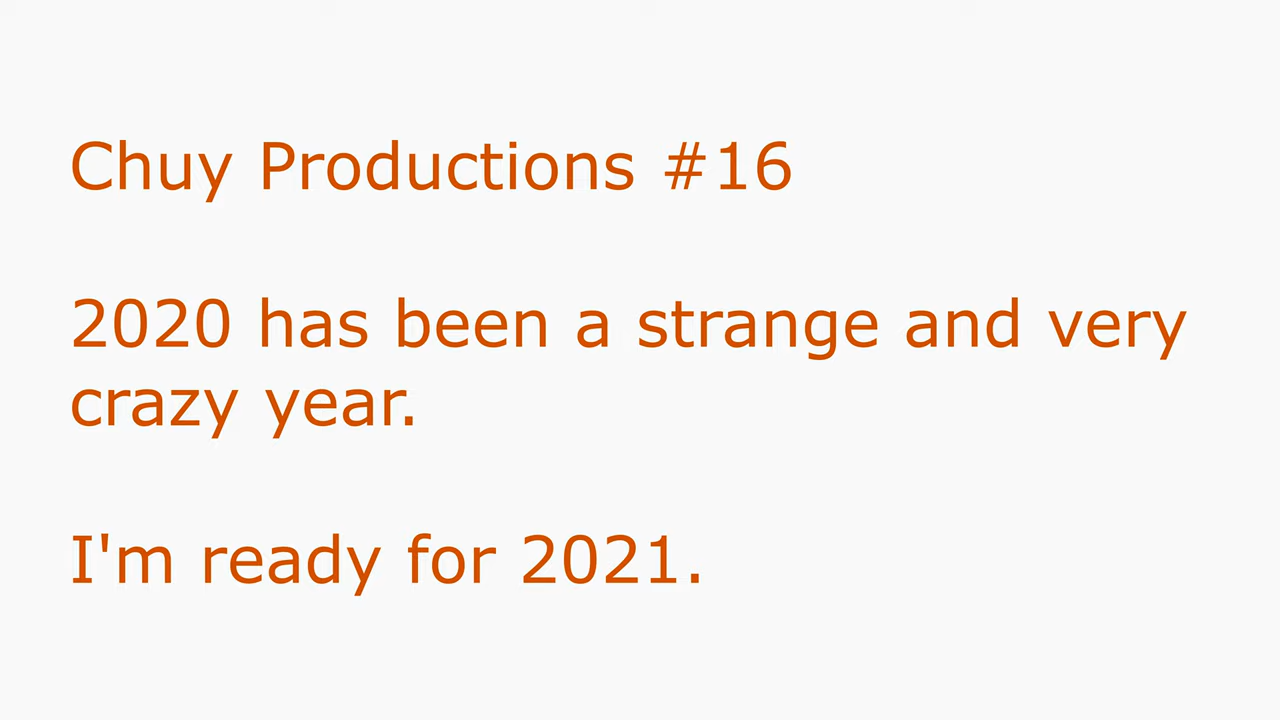 Chuy Productions #16
2020 has been a strange and very
crazy year.
I'm ready for 2021.